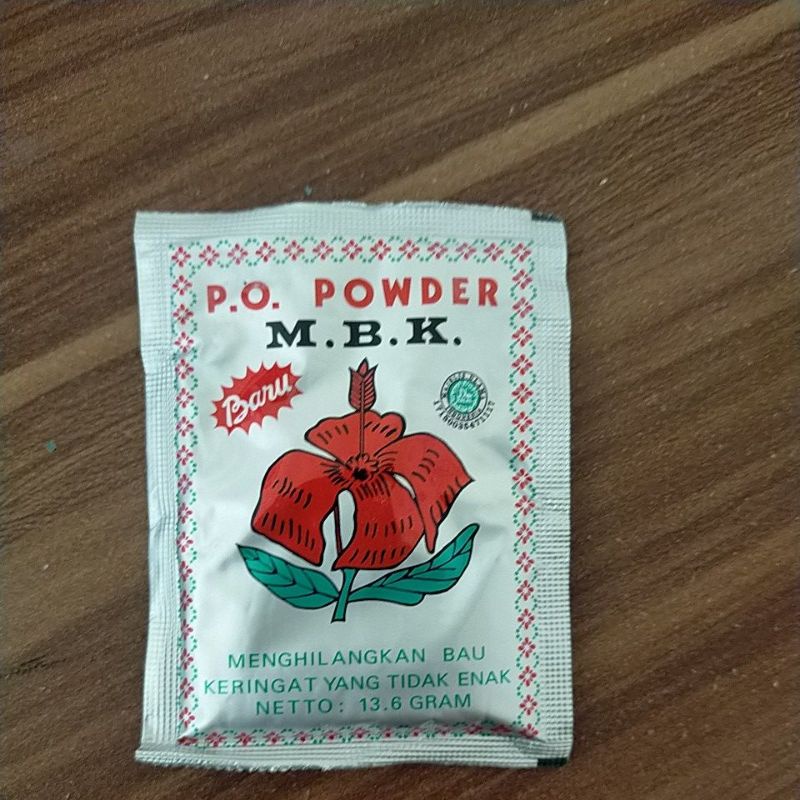 P.O. POWDER
M.B.K.
Baru
MENGHILANGKAN BAU
KERINGAT YANG TIDAK ENAK
NETTO: 13.6 GRAM